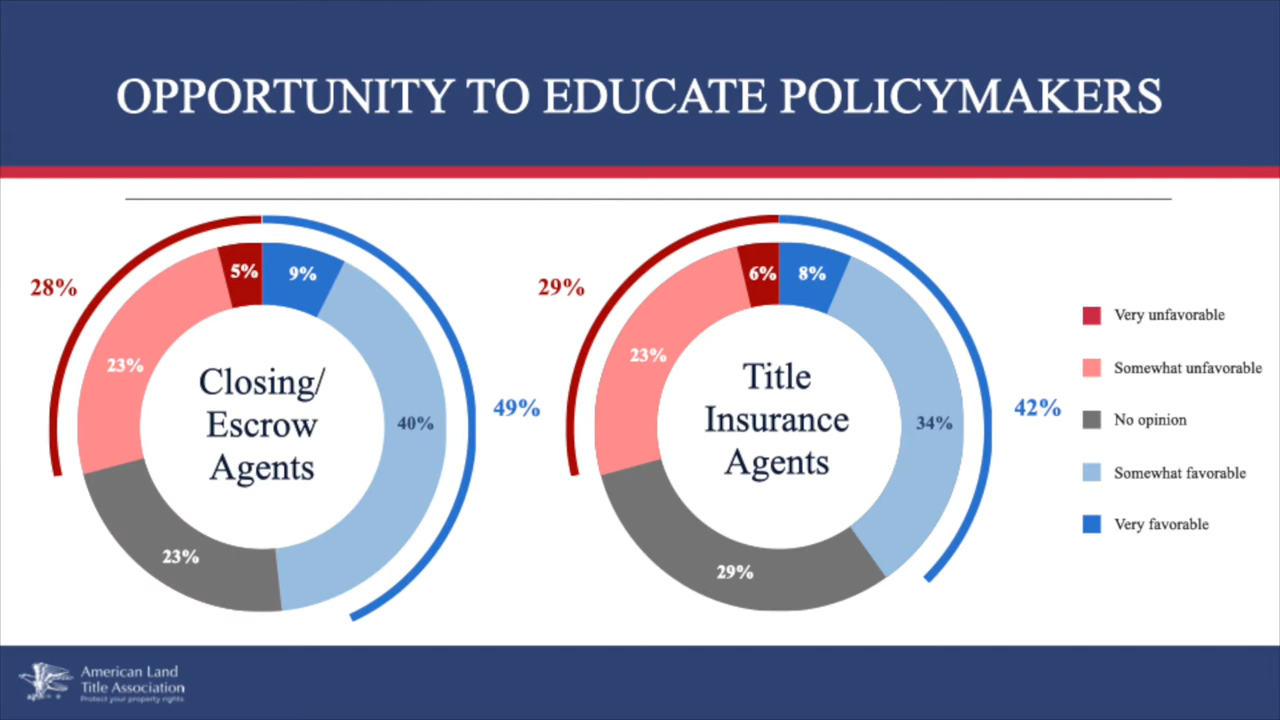 OPPORTUNITY TO EDUCATE POLICYMAKERS
28%
5%
9%
23%
40%
49%
23%
Closing/
Escrow
Agents
29%
6%
8%
23%
34%
42%
29%
Title
Insurance
Agents
Very unfavorable
Somewhat unfavorable
No opinion
Somewhat favorable
Very favorable
American Land
Title Association
Protect your property rights